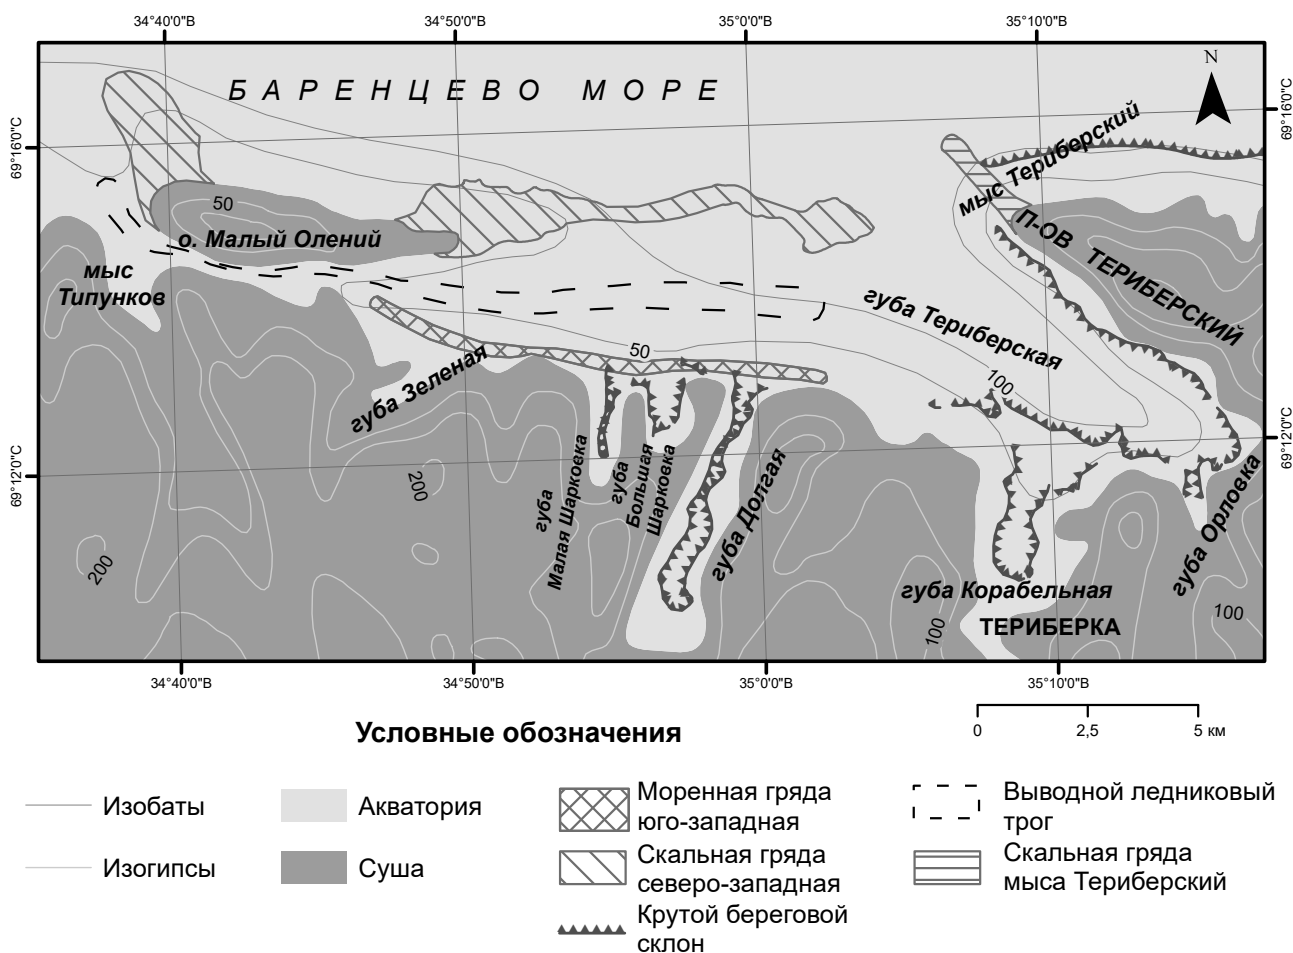 34°40'0"В
34°50'0"В
35°0'0"В
35°10'0"В
БАРЕНЦЕВО МОРЕ
N
69°16'0"С
69°16'0"С
мыс Териберский
50
о. Малый Олений
П-ОВ ТЕРИБЕРСКИЙ
мыс
Типунков
губа Териберская
50
губа Зеленая
100
69°12'0"С
69°12'0"С
200
200
губа
Малая Шарковка
губа
Большая
Шарковка
губа Долгая
губа Орловка
губа Корабельная
100
100
ТЕРИБЕРКА
34°40'0"В
34°50'0"В
35°0'0"В
35°10'0"В
0
2,5
5 км
Условные обозначения
Изобаты
Изогипсы
Акватория
Суша
Моренная гряда
юго-западная
Скальная гряда
северо-западная
Крутой береговой
склон
Выводной ледниковый
трог
Скальная гряда
мыса Териберский